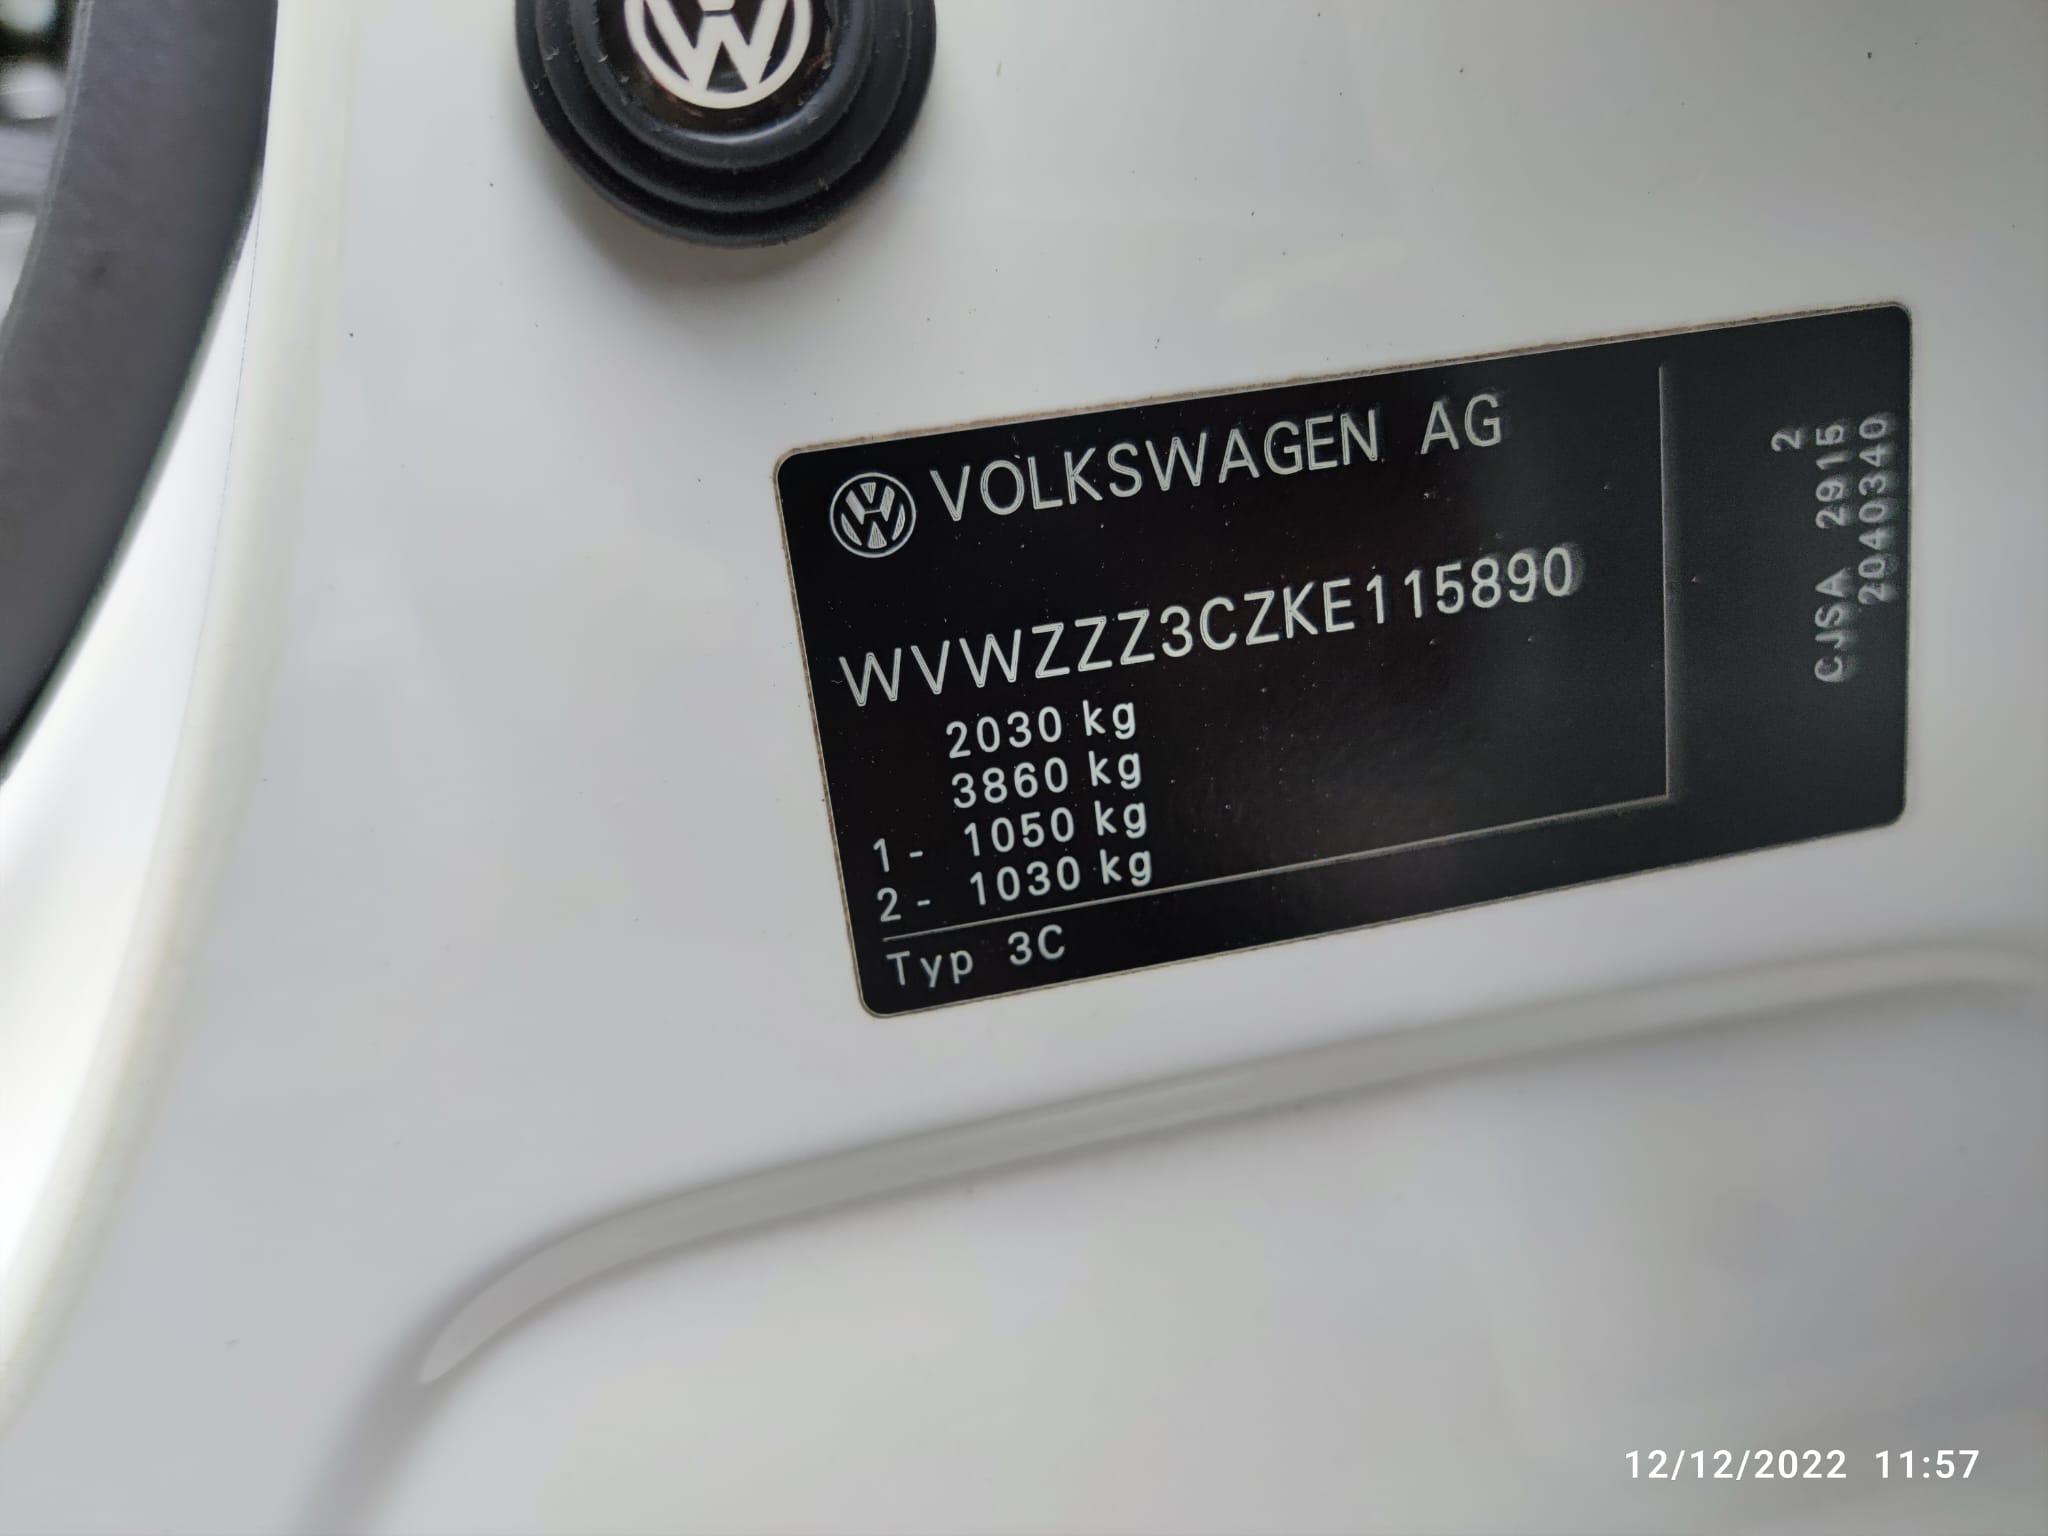 VOLKSWAGEN AG
WVWZZZ3CZKE115890
2030 kg
3860 kg
1- 1050 kg
2- 1030 kg
Typ 3C
2
CJSA 2915
2040340
12/12/2022 11:57